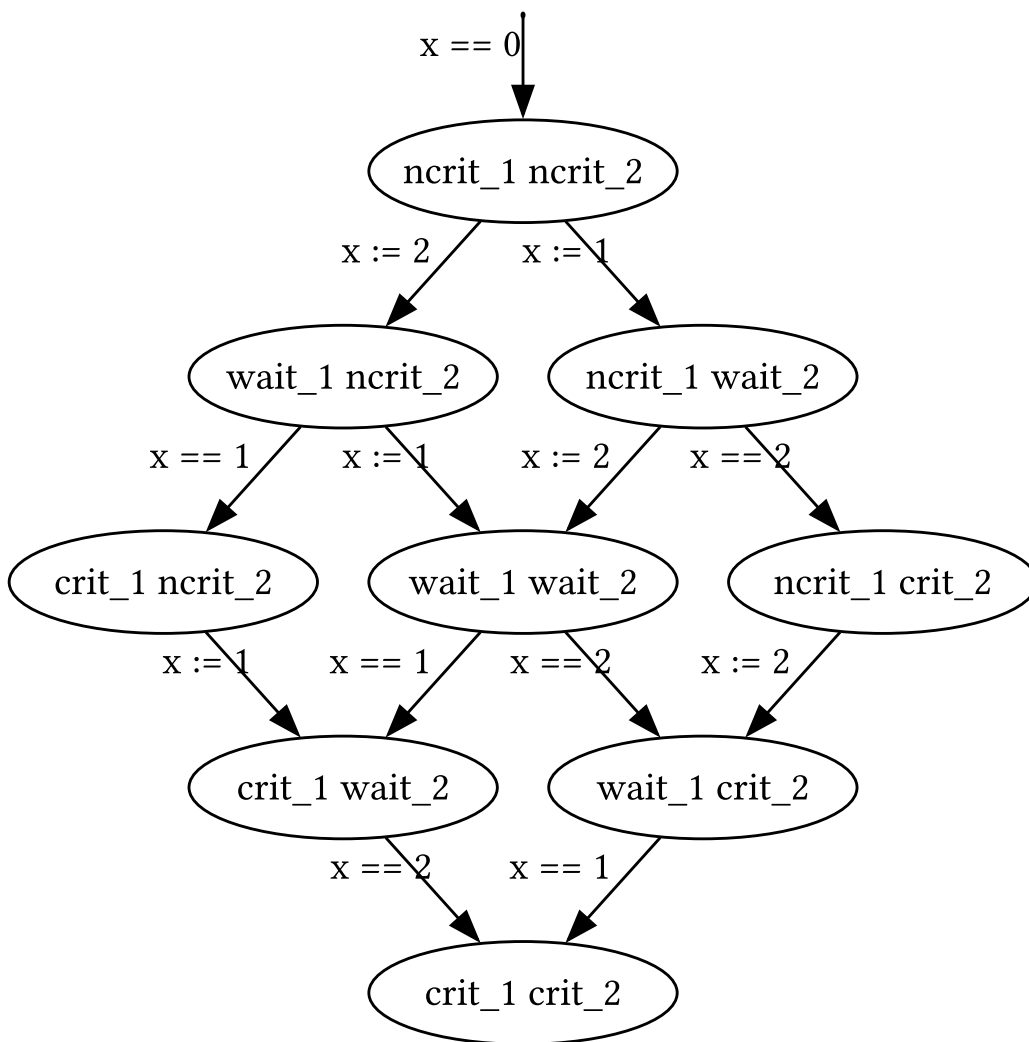 x == 0
ncrit_1 ncrit_2
x := 2
x := 1
wait_1 ncrit_2
ncrit_1 wait_2
x == 1
x := 1
x := 2
x == 2
crit_1 ncrit_2
wait_1 wait_2
ncrit_1 crit_2
x := 1
x == 1
x == 2
x := 2
crit_1 wait_2
wait_1 crit_2
x == 2
x == 1
crit_1 crit_2